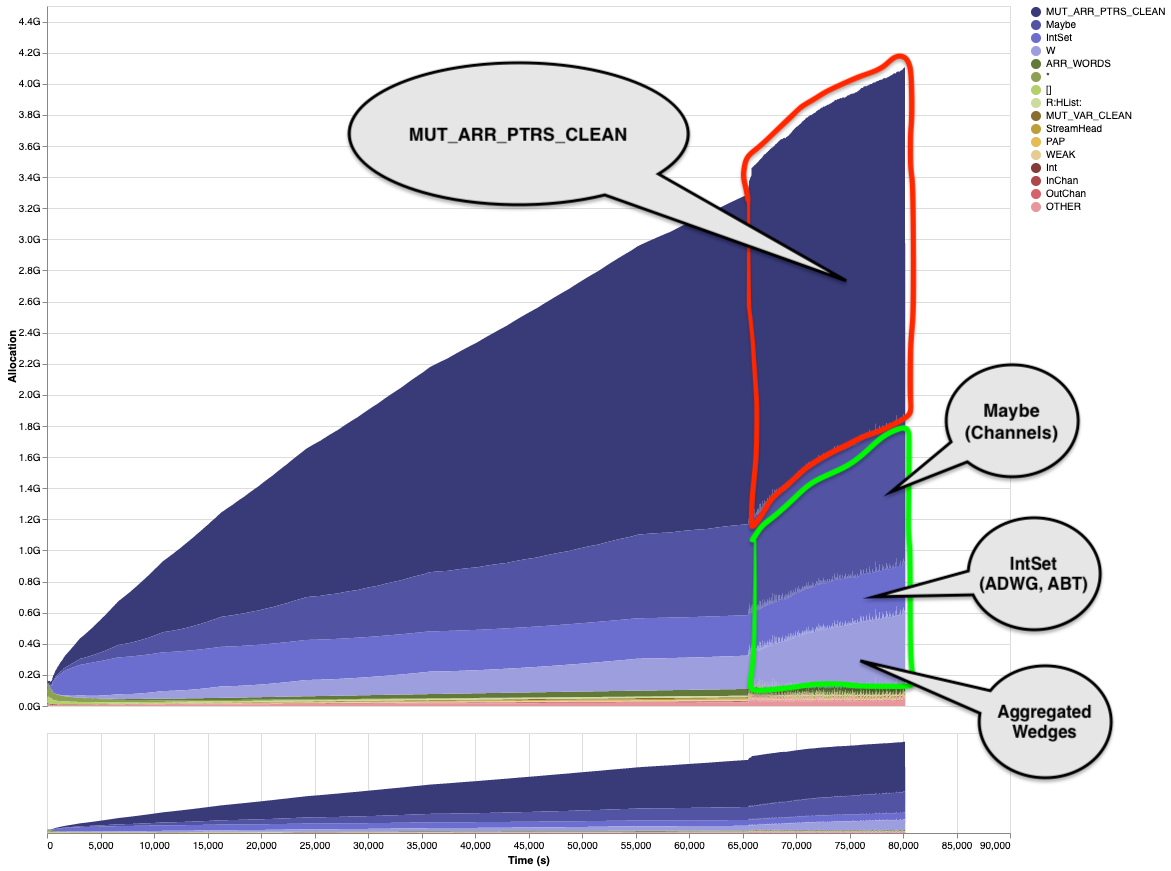 4.4G
4.2G
4.0G
3.8G
3.6G
3.4G
3.2G
3.0G
2.8G
2.6G
2.4G
2.2G
2.0G
1.8G
1.6G
1.4G
1.2G
1.0G
0.8G
0.6G
0.4G
0.2G
0.0G
Allocation
MUT_ARR_PTRS_CLEAN
Maybe
(Channels)
IntSet
(ADWG, ABT)
Aggregated
Wedges
MUT_ARR_PTRS_CLEAN
Maybe
IntSet
W
ARR_WORDS
*
[]
R:HList:
MUT_VAR_CLEAN
StreamHead
PAP
WEAK
Int
InChan
OutChan
OTHER
0 5,000 10,000 15,000 20,000 25,000 30,000 35,000 40,000 45,000 50,000 55,000 60,000 65,000 70,000 75,000 80,000 85,000 90,000
Time (s)